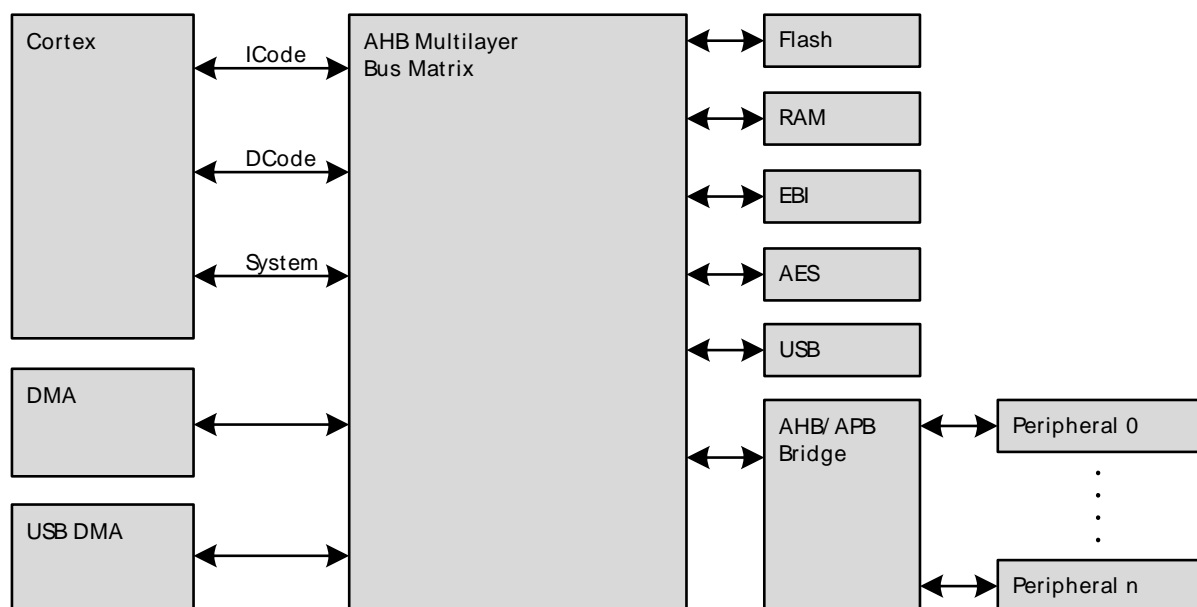 Cortex
ICode
DCode
System
DMA
USB DMA
AHB Multilayer
Bus Matrix
Flash
RAM
EBI
AES
USB
AHB/ APB
Bridge
Peripheral 0
Peripheral n